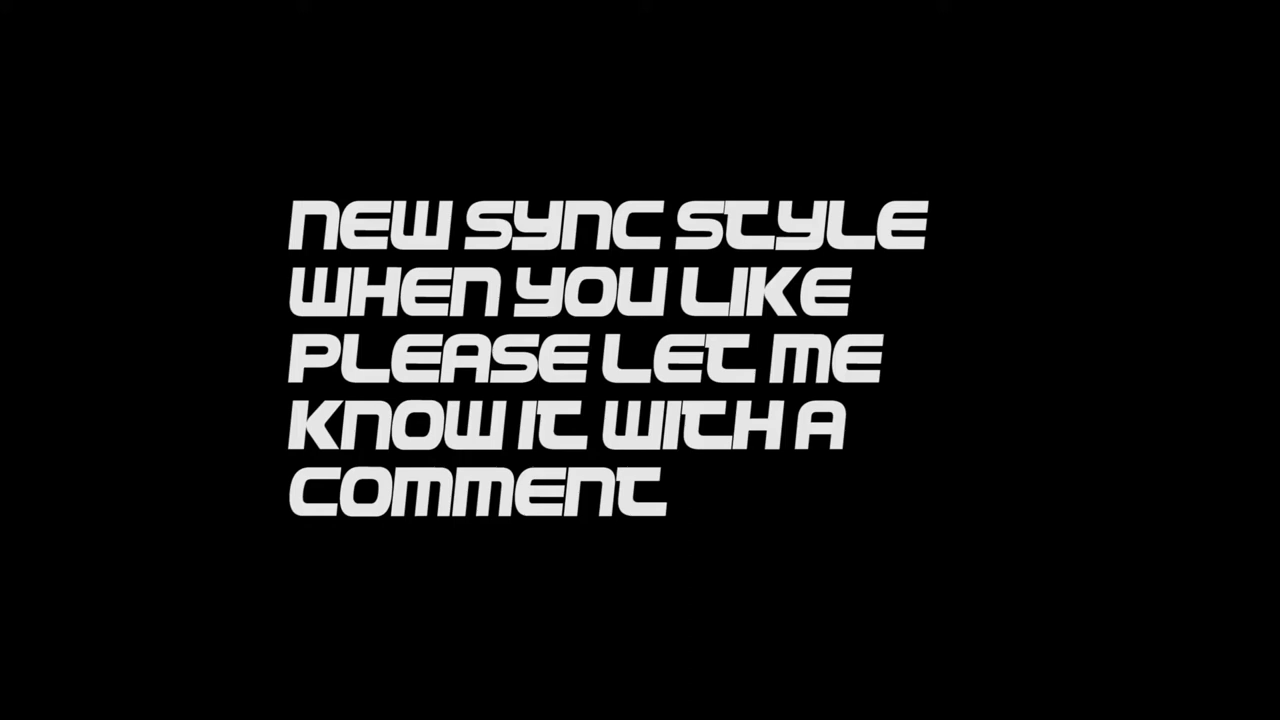 NEW SYNC STYLE
WHEN YOU LIKE
PLEASE LET ME
KNOW IT WITH A
COMMENT